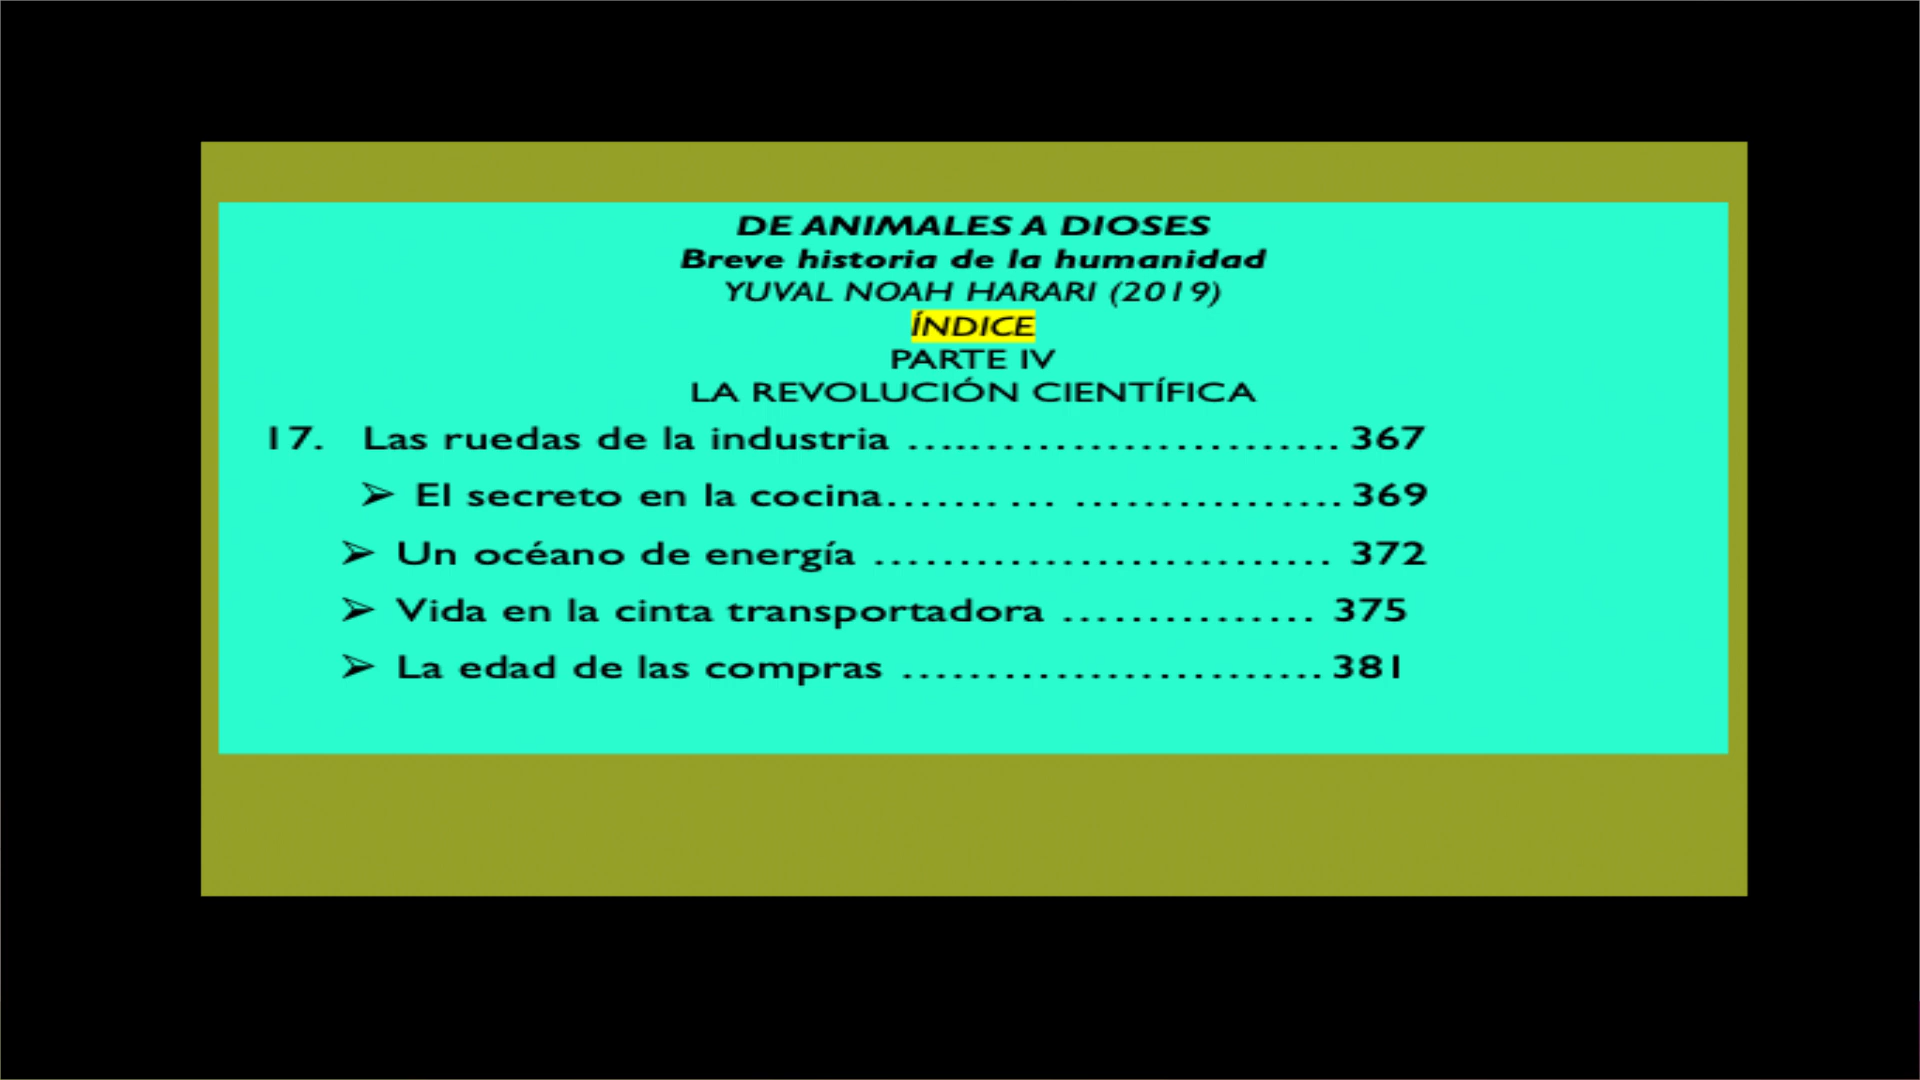 DE ANIMALES A DIOSES
Breve historia de la humanidad
YUVAL NOAH HARARI (2019)
ÍNDICE
PARTE IV
LA REVOLUCIÓN CIENTÍFICA
17. Las ruedas de la industria ………………………… 367
➢ El secreto en la cocina……. … ……………… 369
➢ Un océano de energía ……………………… 372
➢ Vida en la cinta transportadora …………… 375
➢ La edad de las compras …………………… 381